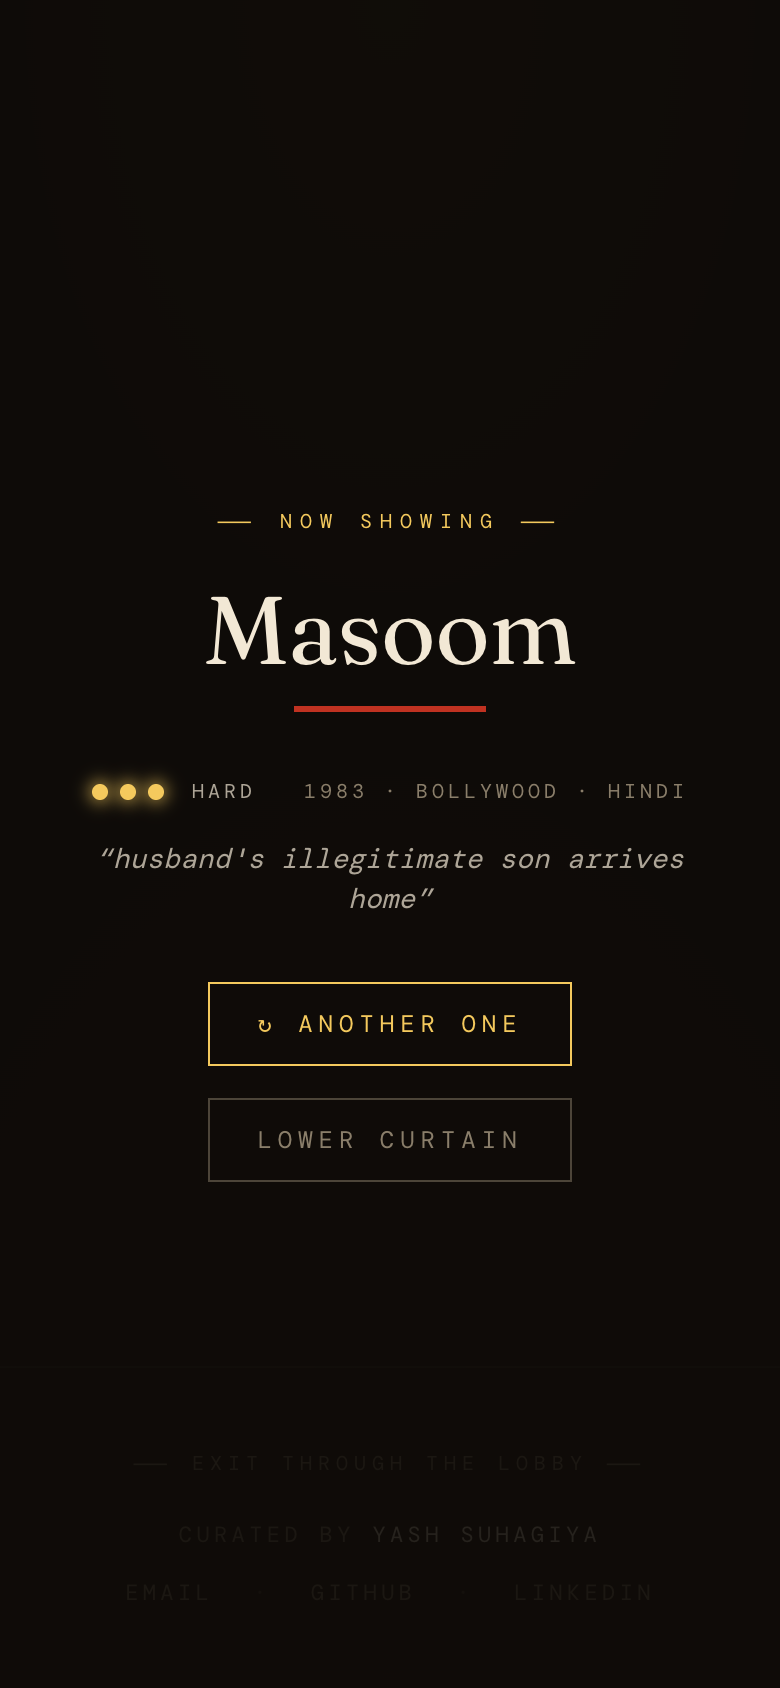 — NOW SHOWING —
Masoom
HARD 1983 · BOLLYWOOD · HINDI
“husband's illegitimate son arrives
home”
↻ ANOTHER ONE
LOWER CURTAIN
— EXIT THROUGH THE LOBBY —
CURATED BY YASH SUHAGIYA
EMAIL · GITHUB · LINKEDIN